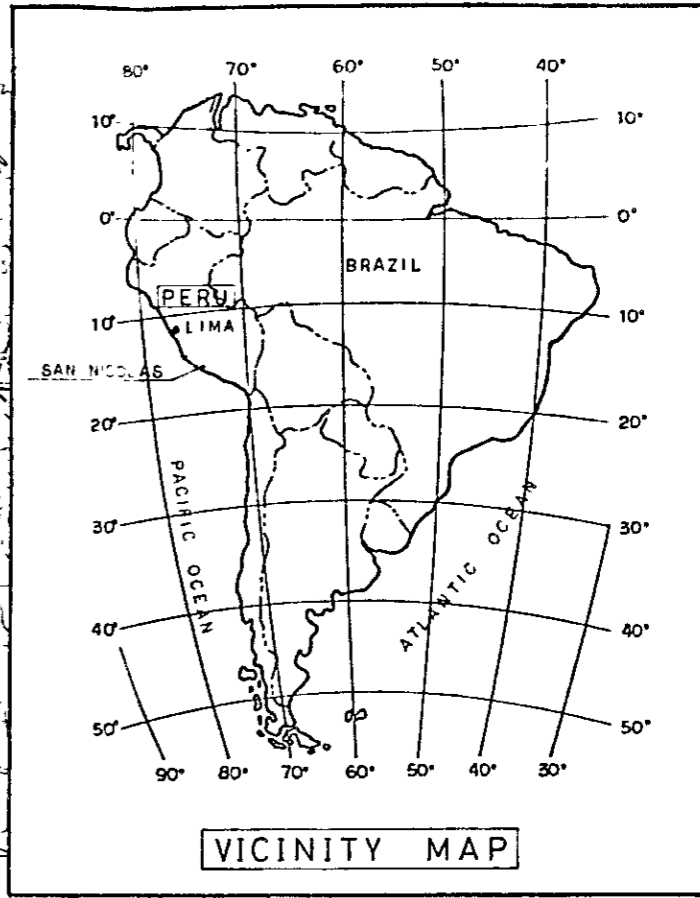 80° 70° 60° 50° 40°
10° 10°
0° 0°
BRAZIL
PERU
10° LIMA 10°
SAN NICOLAS
20° 20°
PACIFIC OCEAN
30° 30°
ATLANTIC OCEAN
40° 40°
50° 50°
90° 80° 70° 60° 50° 40° 30°
VICINITY MAP